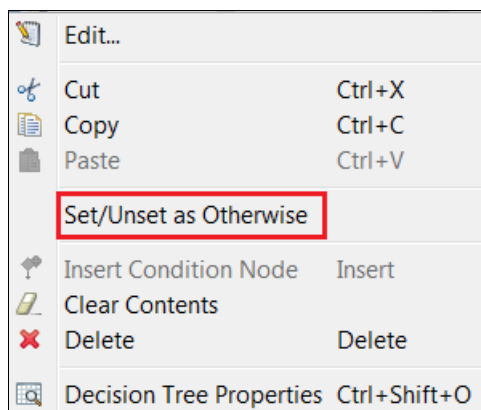 Edit...
Cut Ctrl+X
Copy Ctrl+C
Paste Ctrl+V
Set/Unset as Otherwise
Insert Condition Node Insert
Clear Contents
Delete Delete
Decision Tree Properties Ctrl+Shift+O